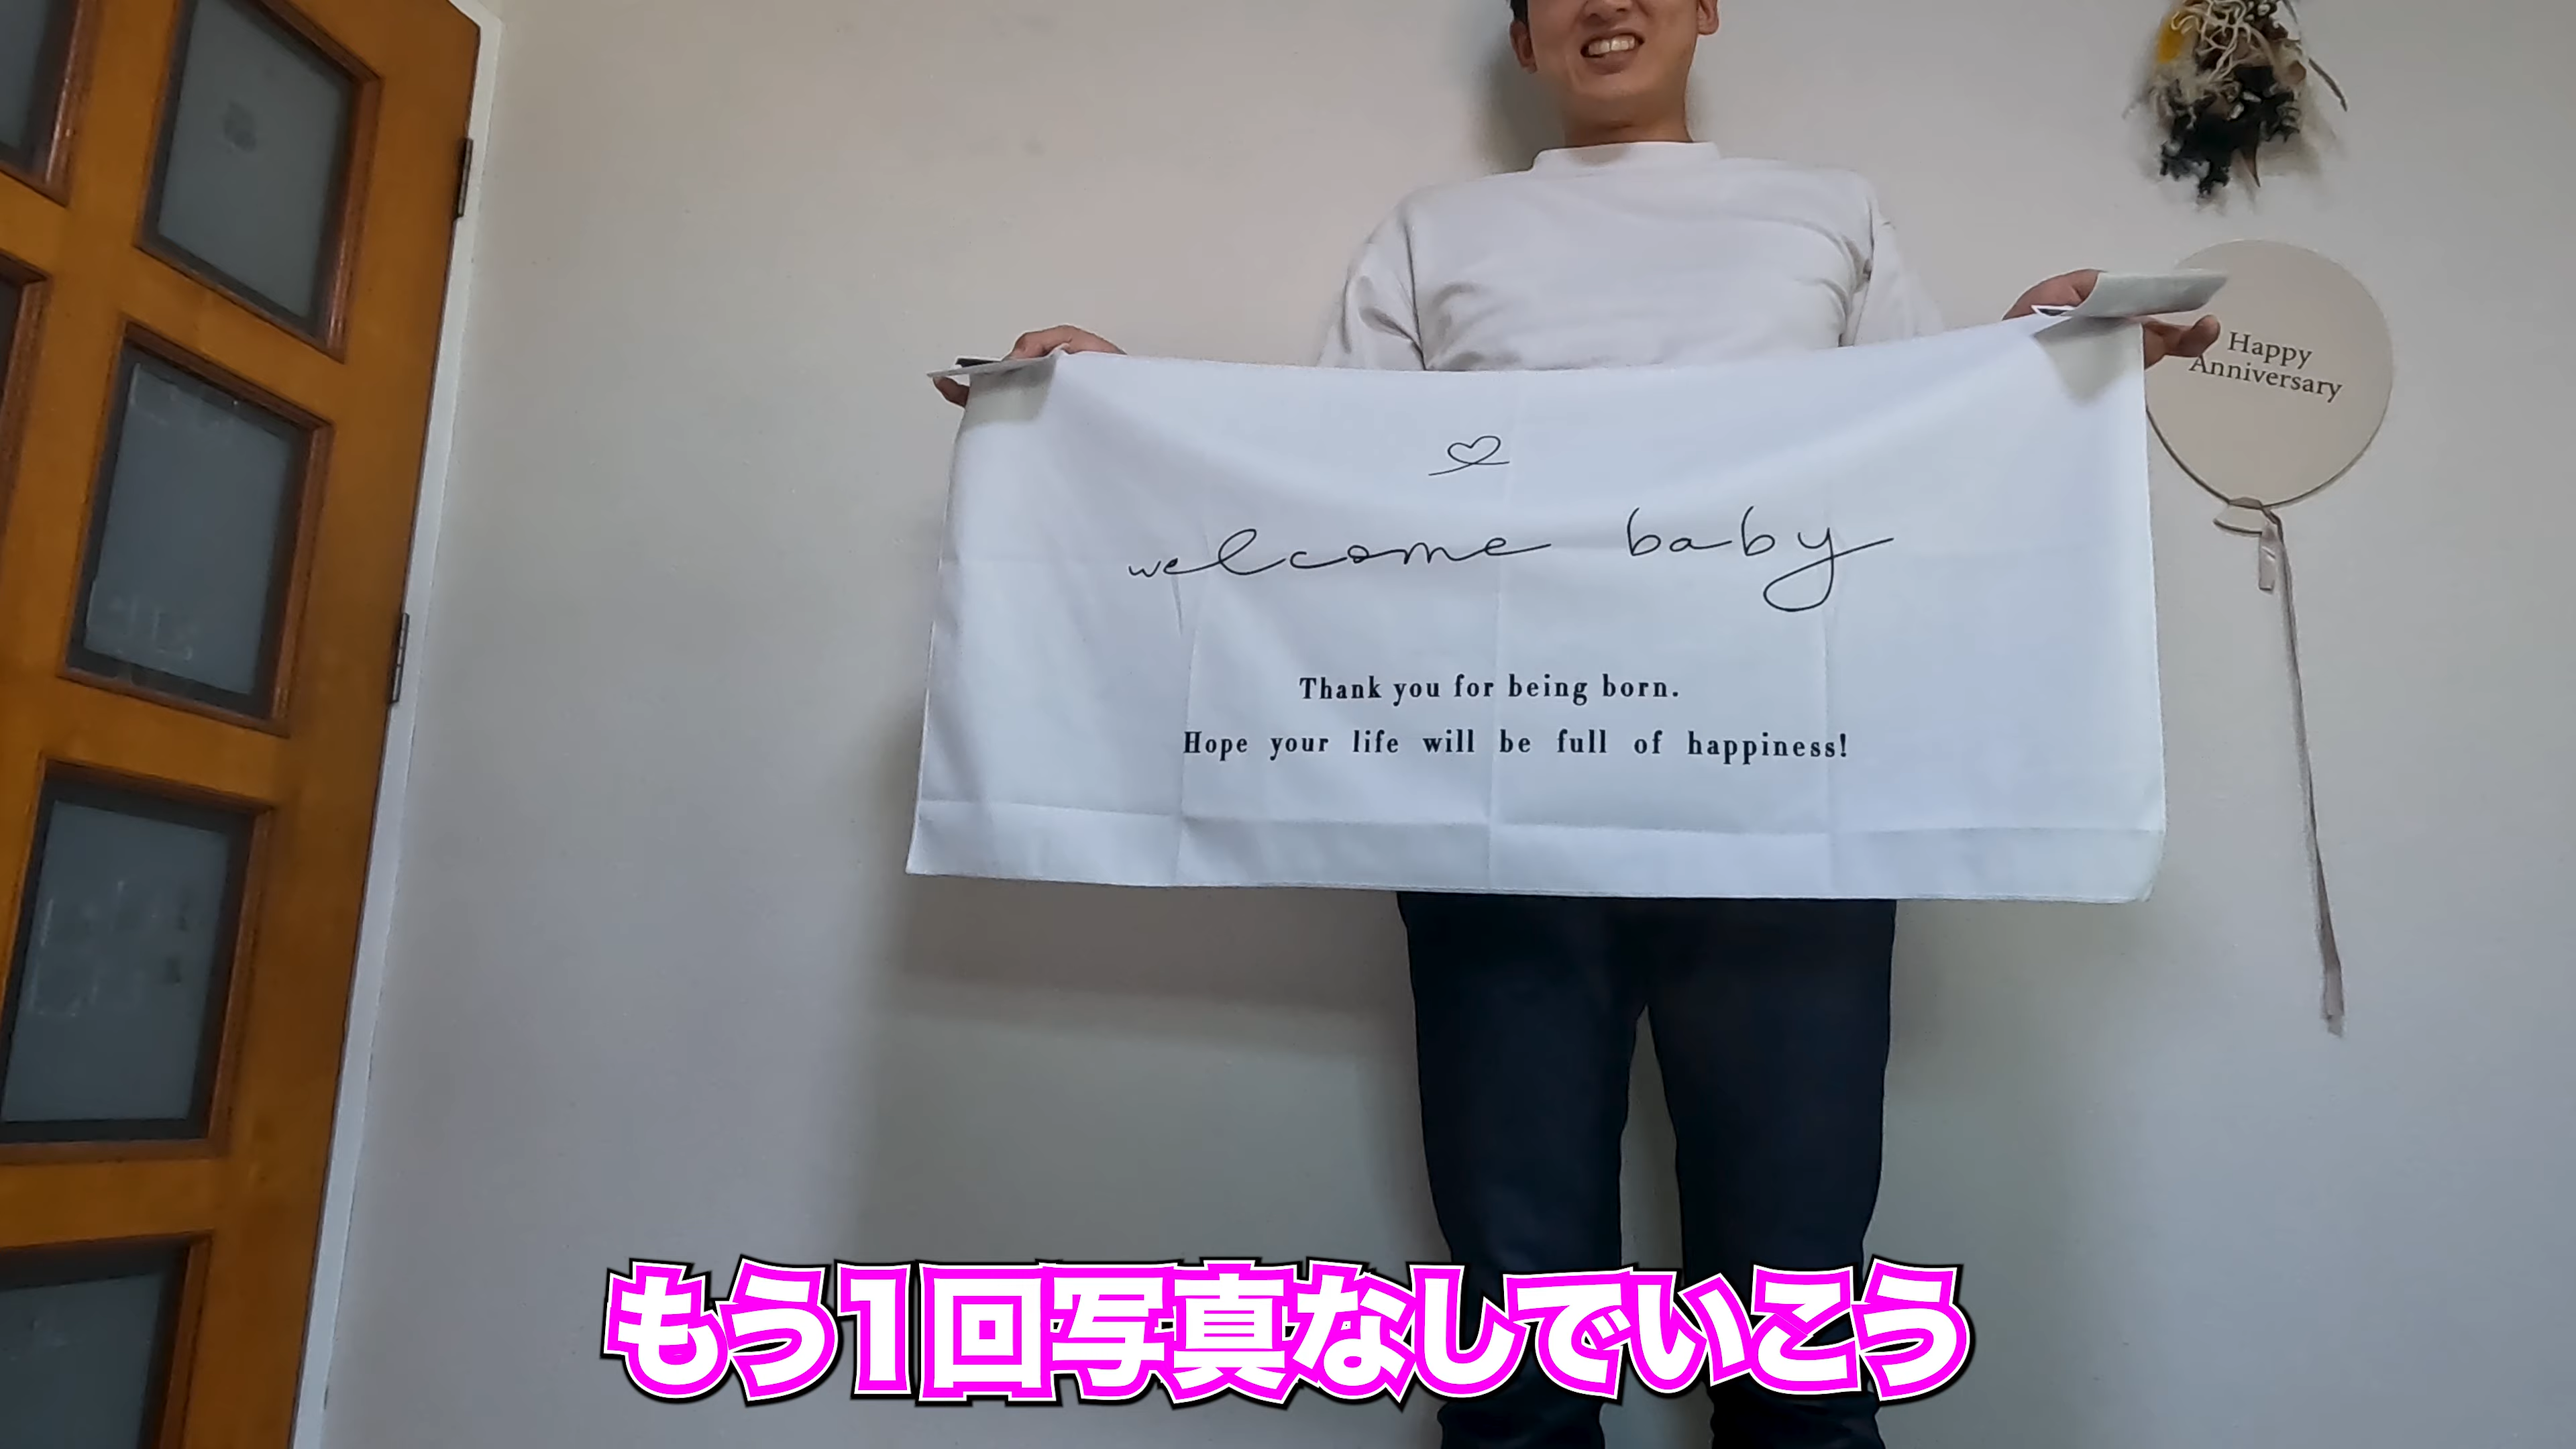 Happy
Anniversary
welcome baby
Thank you for being born.
Hope your life will be full of happiness!
もう1回写真なしでいこう